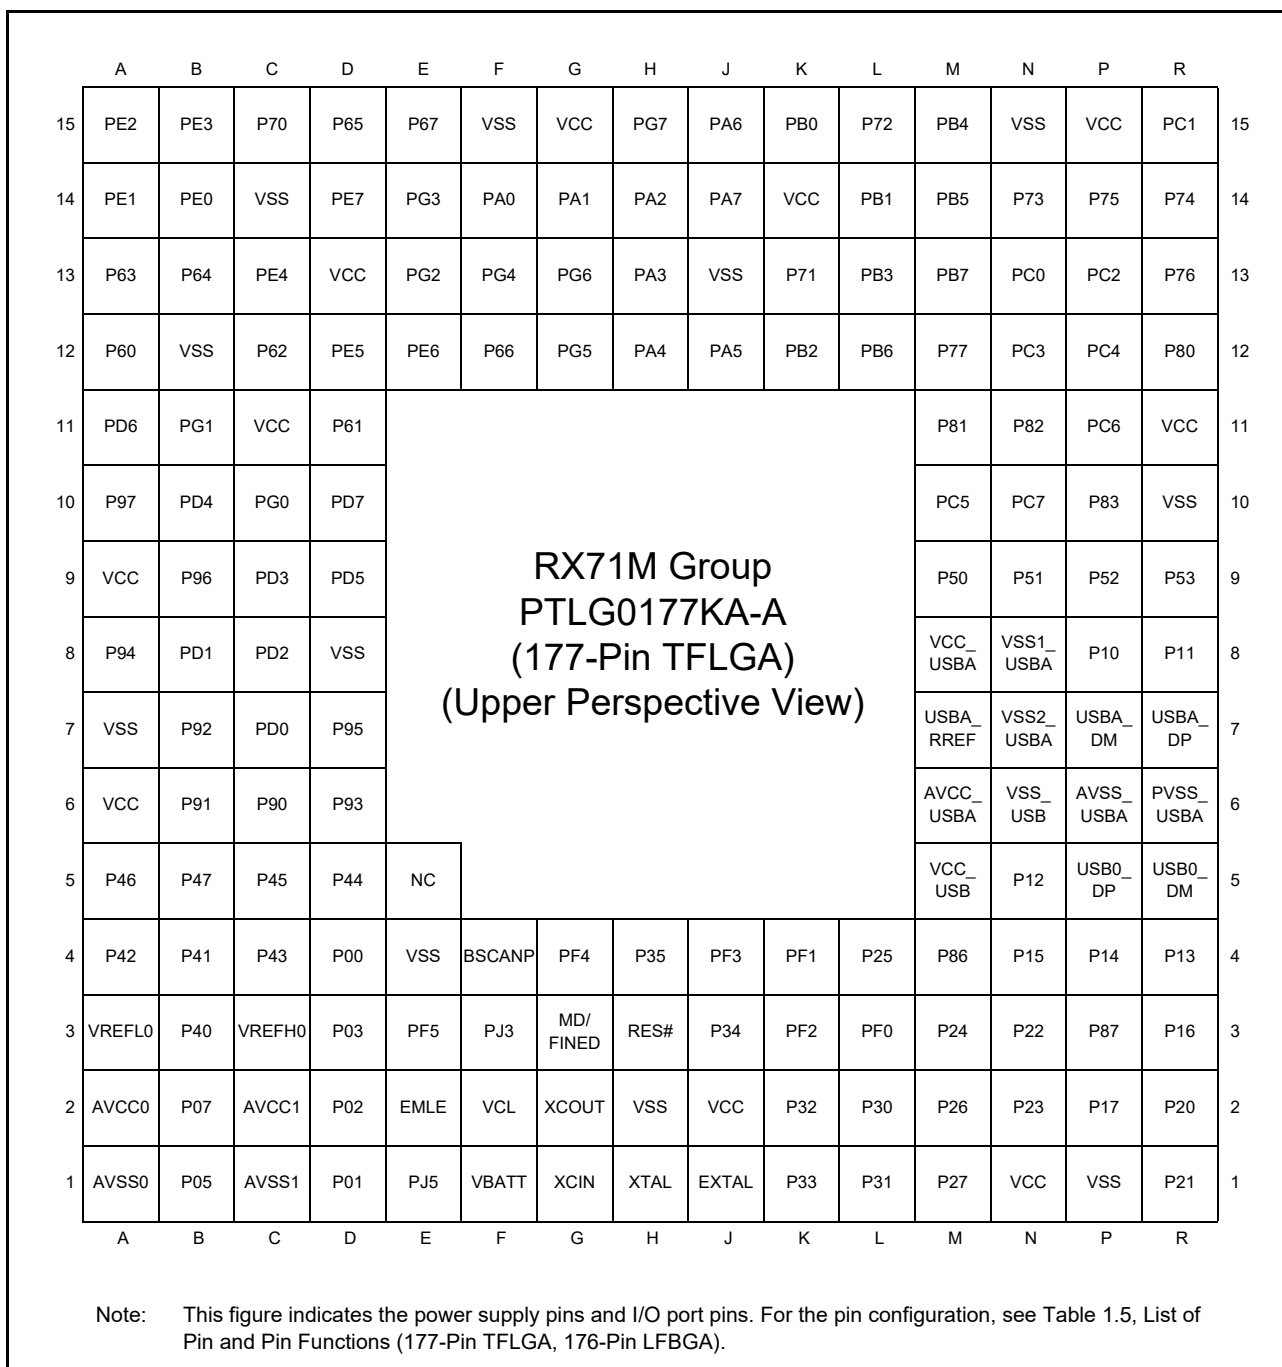 A B C D E F G H J K L M N P R
15 PE2 PE3 P70 P65 P67 VSS VCC PG7 PA6 PB0 P72 PB4 VSS VCC PC1 15
14 PE1 PE0 VSS PE7 PG3 PA0 PA1 PA2 PA7 VCC PB1 PB5 P73 P75 P74 14
13 P63 P64 PE4 VCC PG2 PG4 PG6 PA3 VSS P71 PB3 PB7 PC0 PC2 P76 13
12 P60 VSS P62 PE5 PE6 P66 PG5 PA4 PA5 PB2 PB6 P77 PC3 PC4 P80 12
11 PD6 PG1 VCC P61 P81 P82 PC6 VCC 11
10 P97 PD4 PG0 PD7 PC5 PC7 P83 VSS 10
9 VCC P96 PD3 PD5 P50 P51 P52 P53 9
RX71M Group
PTLG0177KA-A
(177-Pin TFLGA)
(Upper Perspective View)
8 P94 PD1 PD2 VSS VCC_ USBA VSS1_ USBA P10 P11 8
7 VSS P92 PD0 P95 USBA_ RREF VSS2_ USBA USBA_ DM USBA_ DP 7
6 VCC P91 P90 P93 AVCC_ USBA VSS_ USB AVSS_ USBA PVSS_ USBA 6
5 P46 P47 P45 P44 NC VCC_ USB P12 USB0_ DP USB0_ DM 5
4 P42 P41 P43 P00 VSS BSCANP PF4 P35 PF3 PF1 P25 P86 P15 P14 P13 4
3 VREFL0 P40 VREFH0 P03 PF5 PJ3 MD/ FINED RES# P34 PF2 PF0 P24 P22 P87 P16 3
2 AVCC0 P07 AVCC1 P02 EMLE VCL XCOUT VSS VCC P32 P30 P26 P23 P17 P20 2
1 AVSS0 P05 AVSS1 P01 PJ5 VBATT XCIN XTAL EXTAL P33 P31 P27 VCC VSS P21 1
A B C D E F G H J K L M N P R
Note: This figure indicates the power supply pins and I/O port pins. For the pin configuration, see Table 1.5, List of
Pin and Pin Functions (177-Pin TFLGA, 176-Pin LFBGA).